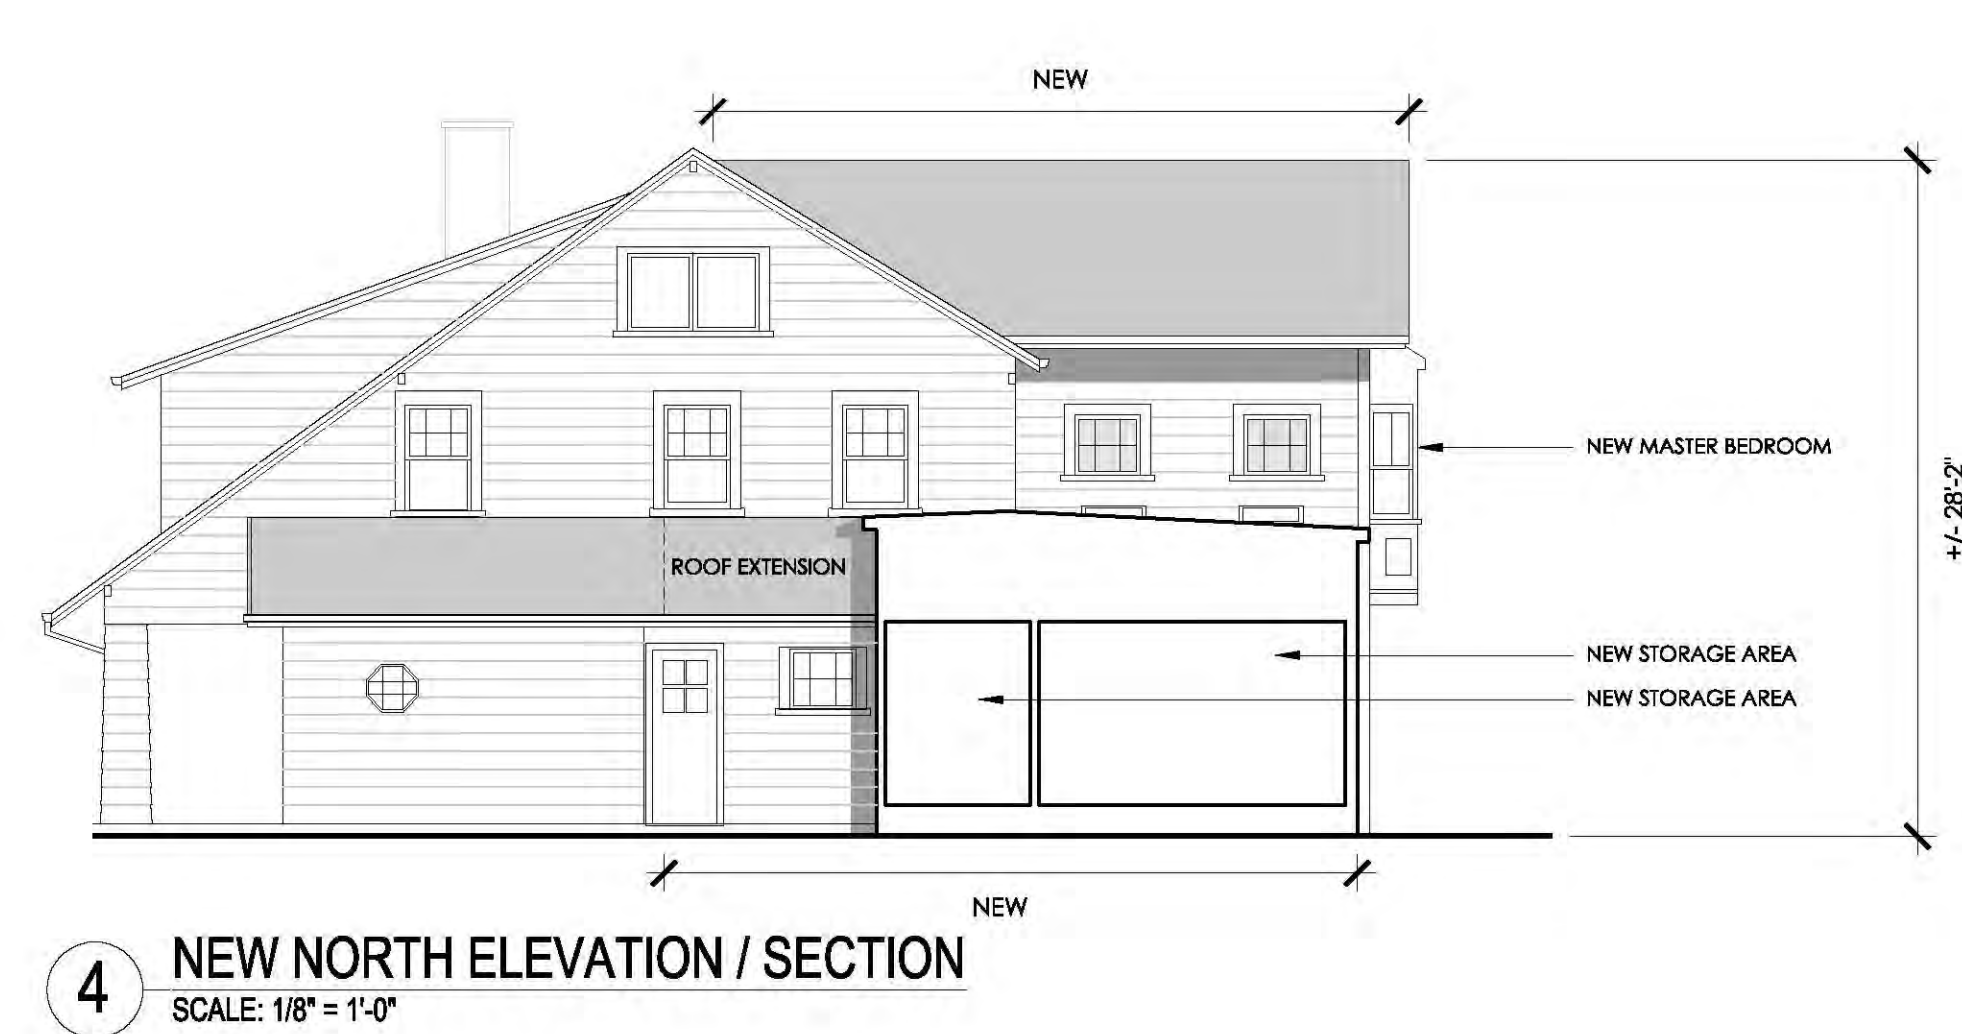 NEW
NEW MASTER BEDROOM
+/- 28'-2"
ROOF EXTENSION
NEW STORAGE AREA
NEW STORAGE AREA
NEW
4
NEW NORTH ELEVATION / SECTION
SCALE: 1/8" = 1'-0"